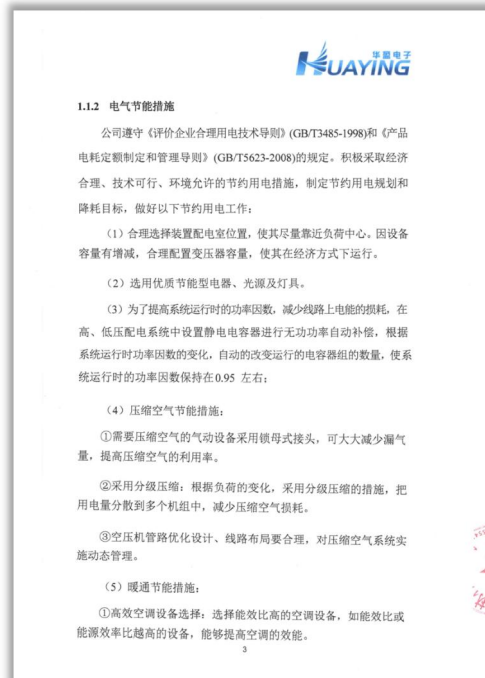 华盈电子
HUAYING
1.1.2 电气节能措施
公司遵守《评价企业合理用电技术导则》(GB/T3485-1998)和《产品
电耗定额制定和管理导则》(GB/T5623-2008)的规定。积极采取经济
合理、技术可行、环境允许的节约用电措施，制定节约用电规划和
降耗目标，做好以下节约用电工作：
（1）合理选择装置配电室位置，使其尽量靠近负荷中心。因设备
容量有增减，合理配置变压器容量，使其在经济方式下运行。
（2）选用优质节能型电器、光源及灯具。
（3）为了提高系统运行时的功率因数，减少线路上电能的损耗，在
高、低压配电系统中设置静电电容器进行无功功率自动补偿，根据
系统运行时功率因数的变化，自动的改变运行的电容器组的数量，使系
统运行时的功率因数保持在0.95 左右；
（4）压缩空气节能措施：
①需要压缩空气的气动设备采用锁母式接头，可大大减少漏气
量，提高压缩空气的利用率。
②采用分级压缩：根据负荷的变化，采用分级压缩的措施，把
用电量分散到多个机组中，减少压缩空气损耗。
③空压机管路优化设计、线路布局要合理，对压缩空气系统实
施动态管理。
（5）暖通节能措施：
①高效空调设备选择：选择能效比高的空调设备，如能效比或
能源效率比越高的设备，能够提高空调的效能。
3